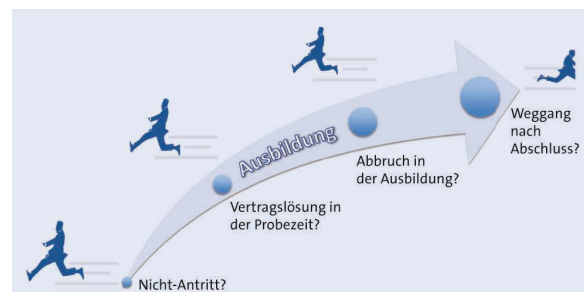 Ausbildung
Weggang
nach
Abschluss?
Abbruch in
der Ausbildung?
Vertragslösung in
der Probezeit?
Nicht-Antritt?